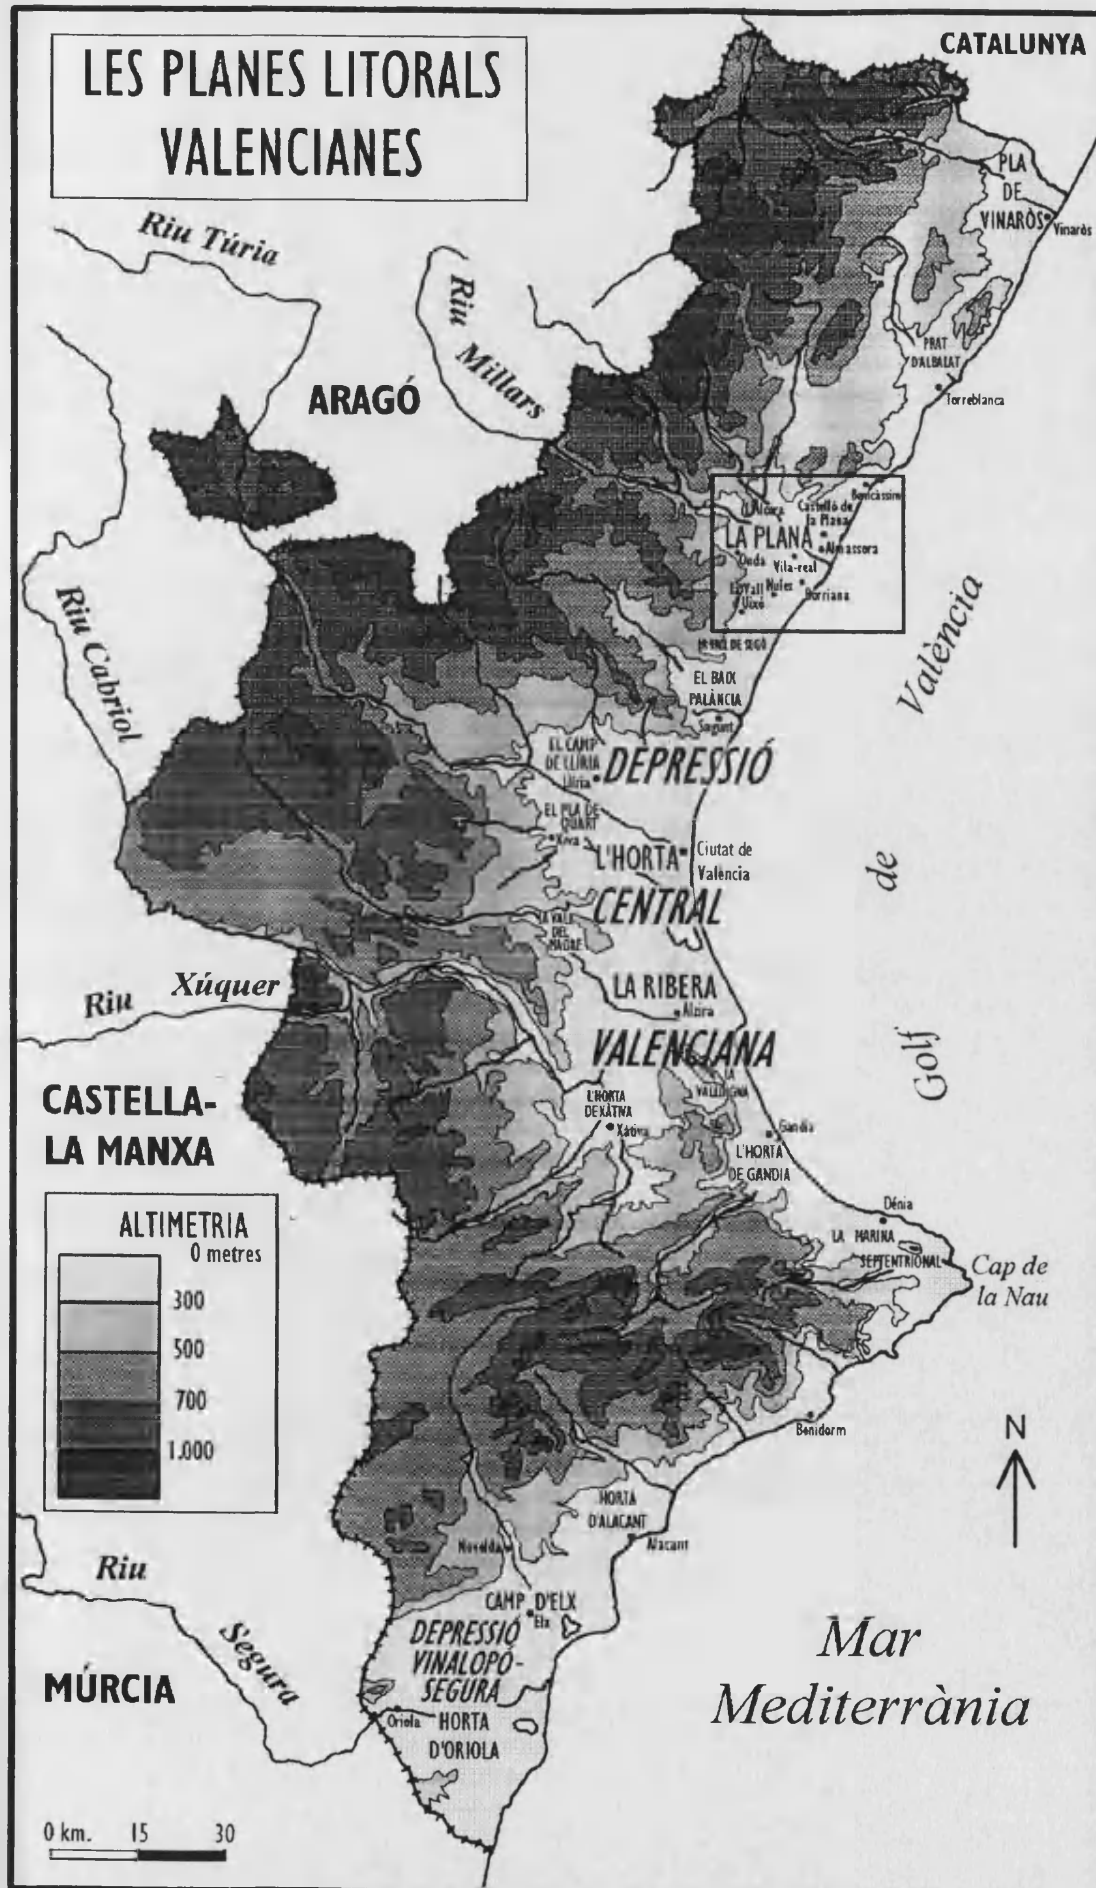 LES PLANES LITORALS
VALENCIANES
CATALUNYA
PLA
DE
VINARÒS
Vinaròs
Riu Túria
Riu
Millars
ARAGÓ
PRAT
D'ALBALAT
Torreblanca
Benicàssim
Castelló de
la Plana
LA PLANA
Almassora
Onda
Vila-real
La Vall
Uixó
Nules
Borriana
Riu Cabriol
EL BAIX
PALÀNCIA
Sagunt
EL CAMP
DE LLÍRIA
Llíria
DEPRESSIÓ
EL PLA DE
QUART
Xiva
L'HORTA
Ciutat de
València
CENTRAL
LA VALL
DEL
MAGRE
LA RIBERA
Alzira
VALENCIANA
Riu
Xúquer
Golf
de
València
CASTELLA-
LA MANXA
LA
VALLDIGNA
L'HORTA
DE XÀTIVA
Xàtiva
Gandia
L'HORTA
DE GANDIA
Dénia
LA MARINA
SEPTENTRIONAL
Cap de
la Nau
ALTIMETRIA
0 metres
300
500
700
1.000
Benidorm
N
HORTA
D'ALACANT
Alacant
Novelda
CAMP D'ELX
Elx
DEPRESSIÓ
VINALOPÓ-
SEGURA
Riu
Segura
MÚRCIA
Oriola
HORTA
D'ORIOLA
Mar
Mediterrània
0 km.
15
30